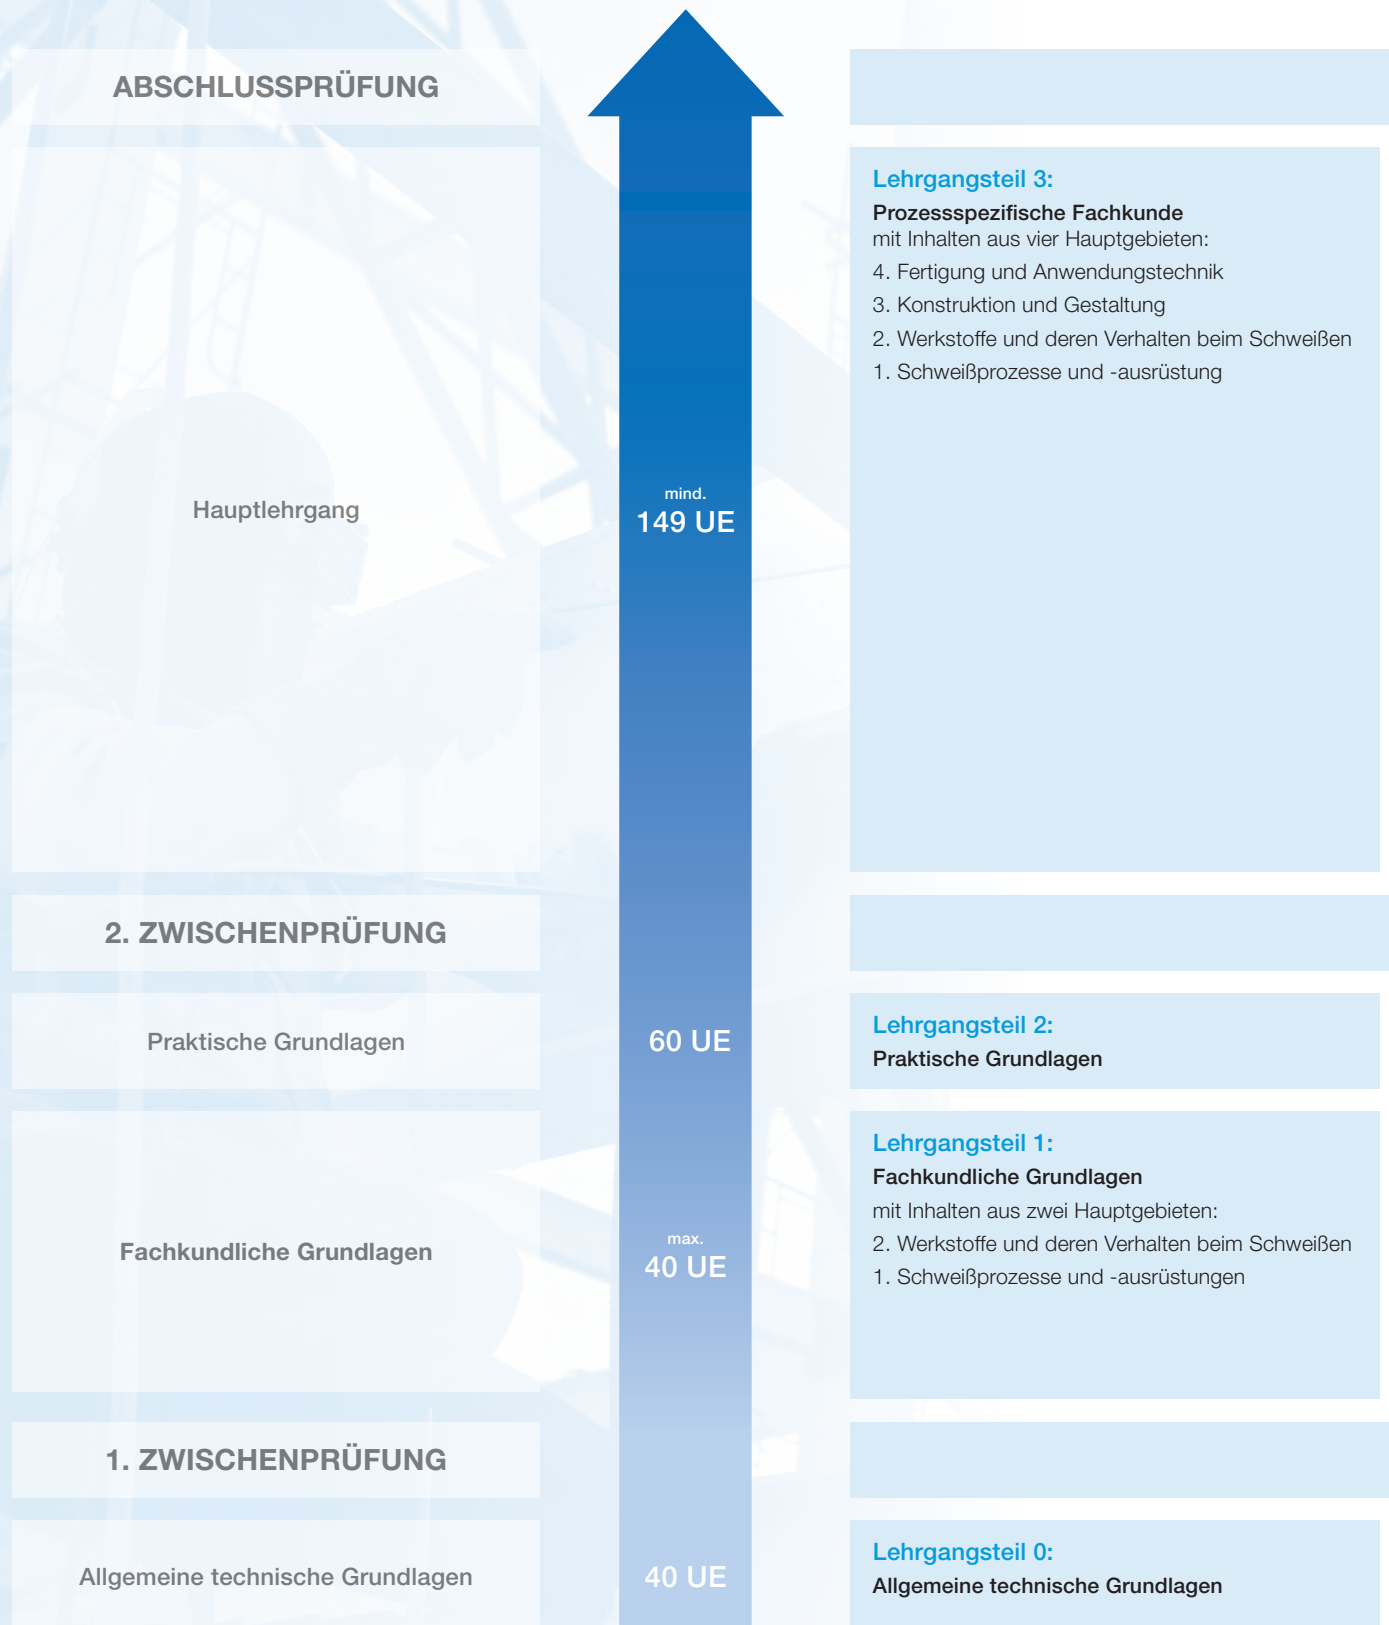 ABSCHLUSSPRÜFUNG
Lehrgangsteil 3:
Prozessspezifische Fachkunde
mit Inhalten aus vier Hauptgebieten:
4. Fertigung und Anwendungstechnik
3. Konstruktion und Gestaltung
2. Werkstoffe und deren Verhalten beim Schweißen
1. Schweißprozesse und -ausrüstung
Hauptlehrgang
mind.
149 UE
2. ZWISCHENPRÜFUNG
Praktische Grundlagen
60 UE
Lehrgangsteil 2:
Praktische Grundlagen
Fachkundliche Grundlagen
max.
40 UE
Lehrgangsteil 1:
Fachkundliche Grundlagen
mit Inhalten aus zwei Hauptgebieten:
2. Werkstoffe und deren Verhalten beim Schweißen
1. Schweißprozesse und -ausrüstungen
1. ZWISCHENPRÜFUNG
Allgemeine technische Grundlagen
40 UE
Lehrgangsteil 0:
Allgemeine technische Grundlagen